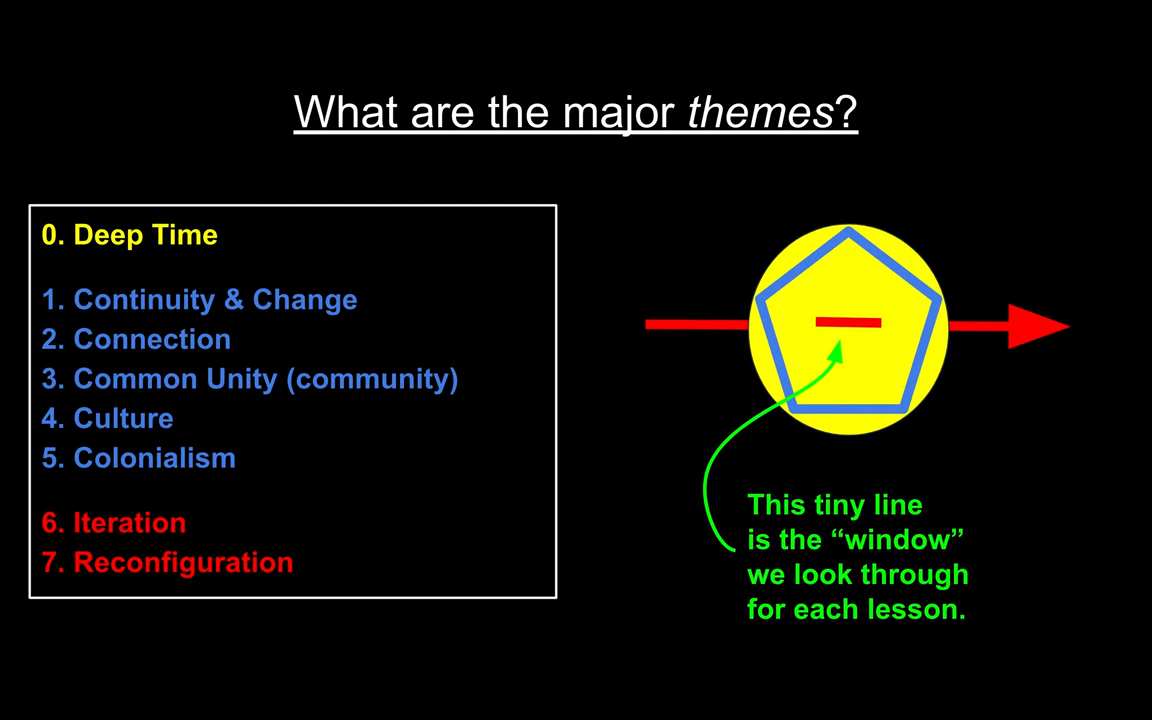 What are the major themes?
0. Deep Time
1. Continuity & Change
2. Connection
3. Common Unity (community)
4. Culture
5. Colonialism
6. Iteration
7. Reconfiguration
This tiny line
is the “window”
we look through
for each lesson.